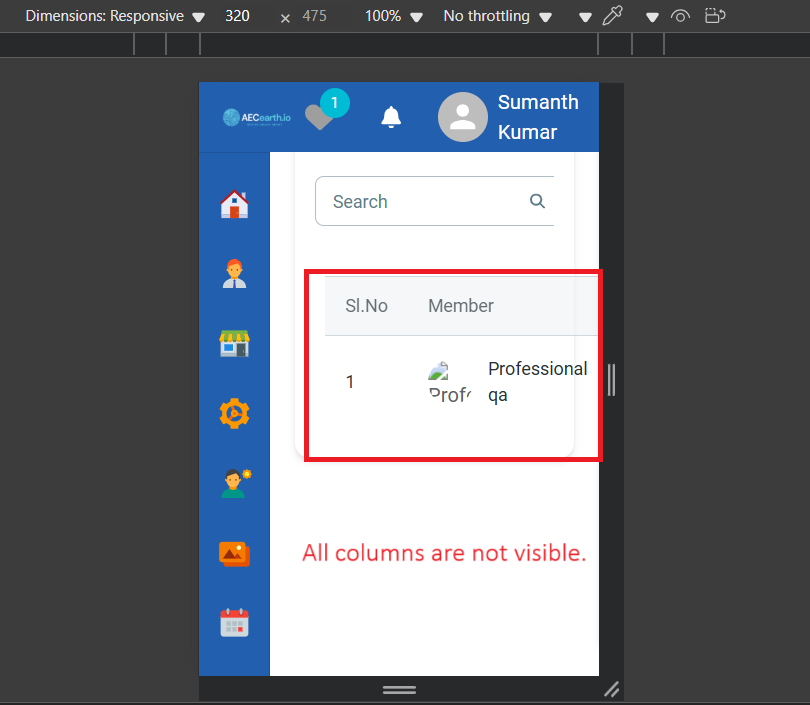 Dimensions: Responsive 320 × 475 100% No throttling
AECearth.io
1
Sumanth
Kumar
Search
Sl.No Member
1 Professional
qa
Profe
All columns are not visible.